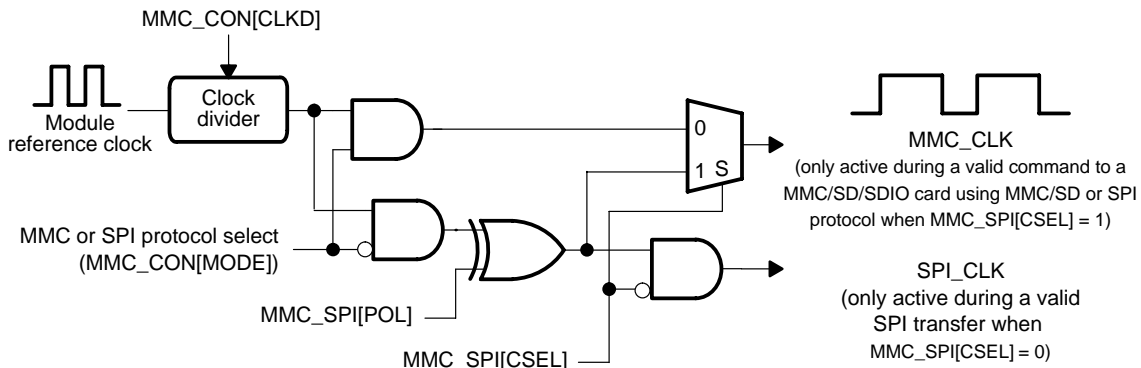 MMC_CON[CLKD]
Clock
divider
Module
reference clock
0
1 S
MMC_CLK
(only active during a valid command to a
MMC/SD/SDIO card using MMC/SD or SPI
protocol when MMC_SPI[CSEL] = 1)
MMC or SPI protocol select
(MMC_CON[MODE])
MMC_SPI[POL]
MMC_SPI[CSEL]
SPI_CLK
(only active during a valid
SPI transfer when
MMC_SPI[CSEL] = 0)